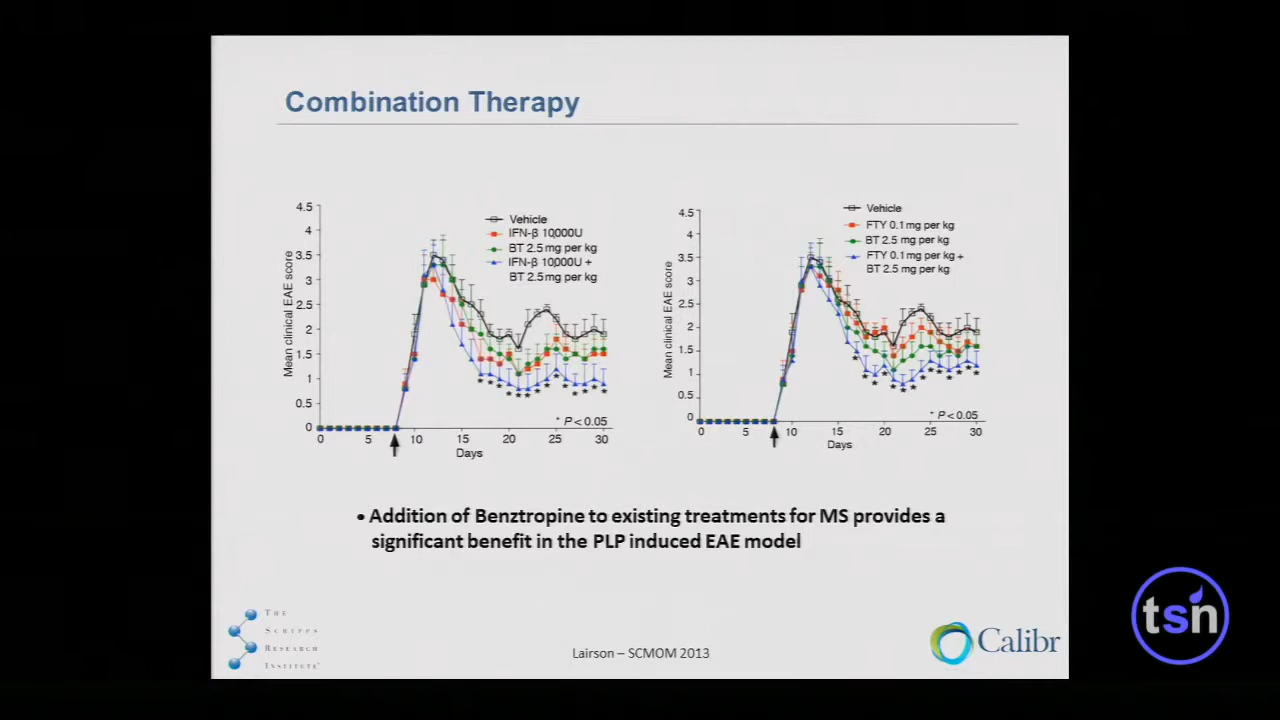 Combination Therapy
4.5
4
3.5
3
2.5
2
1.5
1
0.5
0
Mean clinical EAE score
Vehicle
IFN-β 10,000U
BT 2.5 mg per kg
IFN-β 10,000U +
BT 2.5 mg per kg
* P < 0.05
0 5 10 15 20 25 30
Days
4.5
4
3.5
3
2.5
2
1.5
1
0.5
0
Mean clinical EAE score
Vehicle
FTY 0.1 mg per kg
BT 2.5 mg per kg
FTY 0.1 mg per kg +
BT 2.5 mg per kg
* P < 0.05
0 5 10 15 20 25 30
Days
• Addition of Benztropine to existing treatments for MS provides a
significant benefit in the PLP induced EAE model
THE
SCRIPPS
RESEARCH
INSTITUTE
Lairson – SCMOM 2013
Calibr
tsn